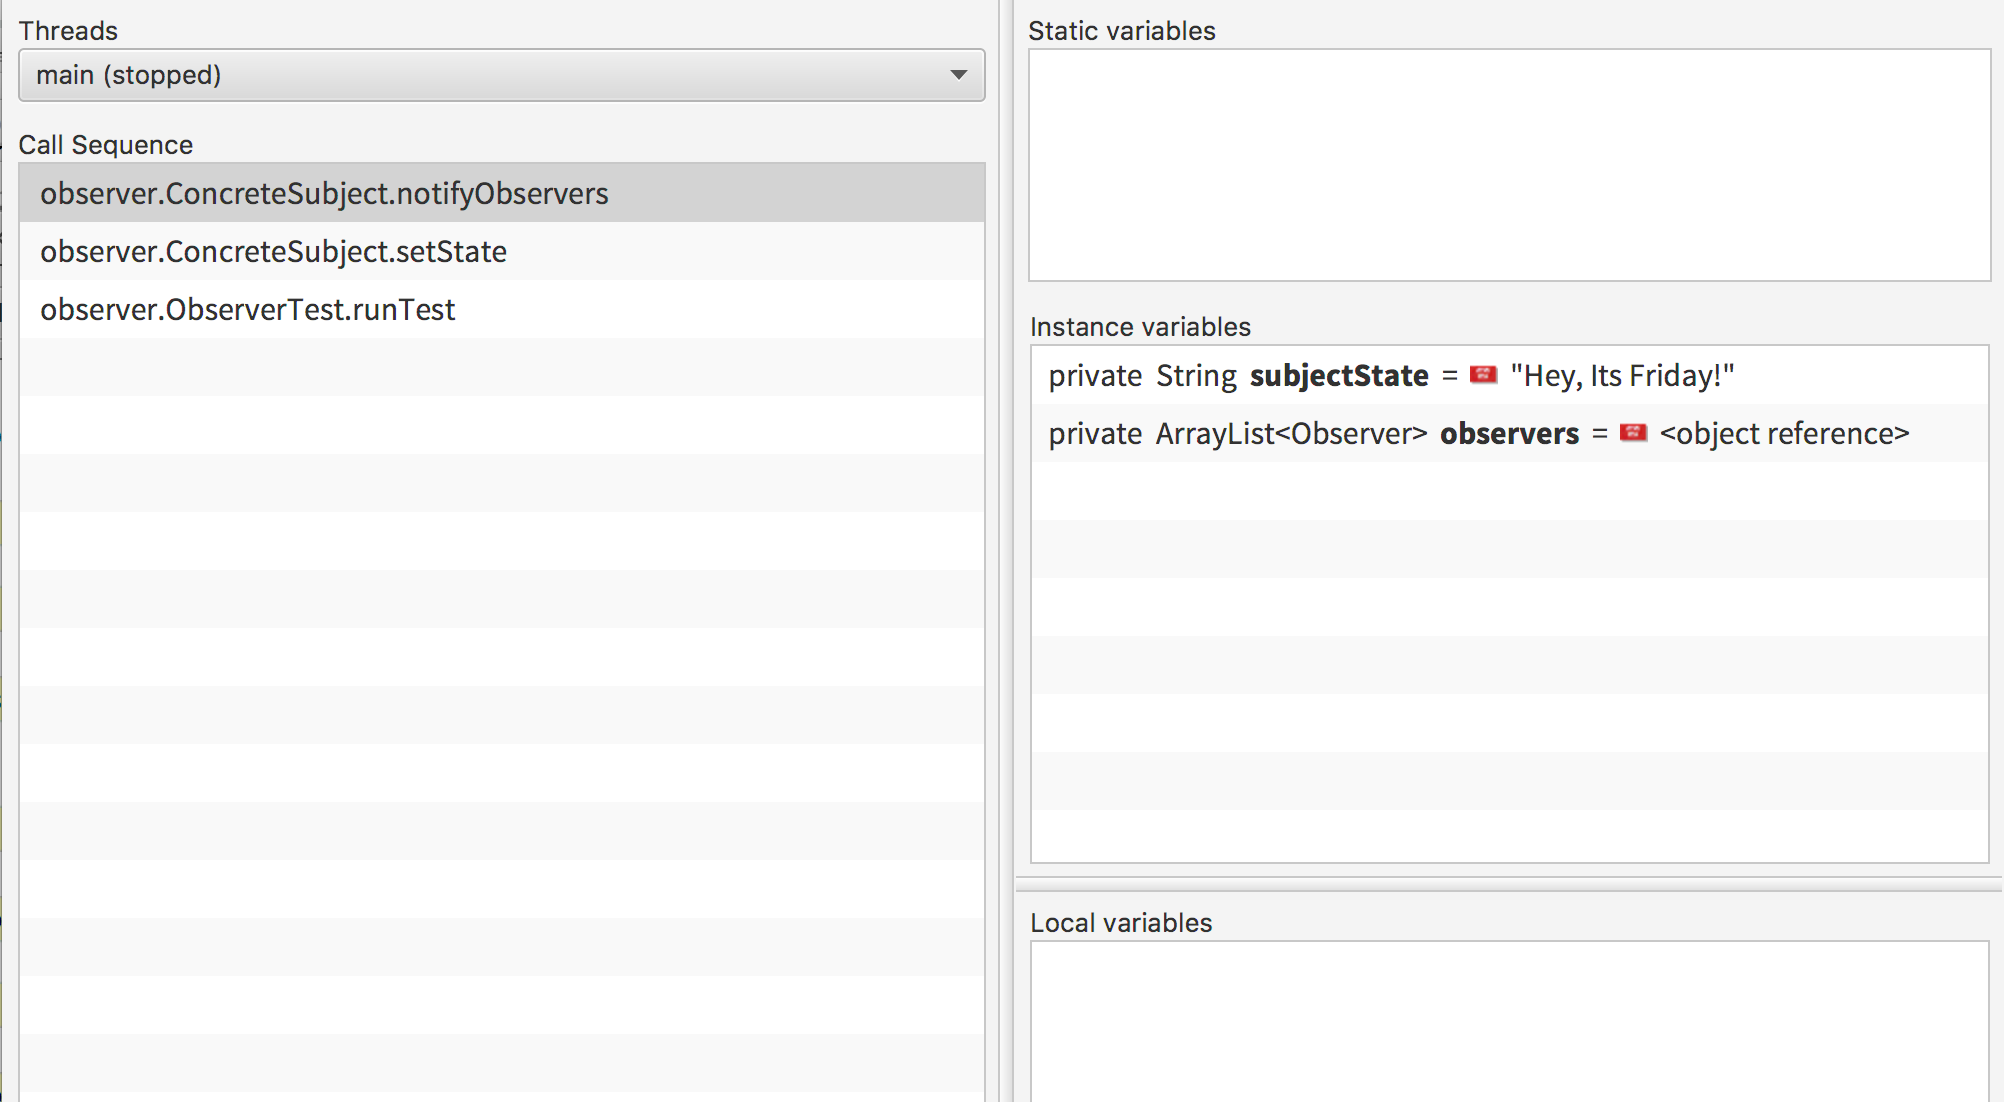 Threads
main (stopped)
Call Sequence
observer.ConcreteSubject.notifyObservers
observer.ConcreteSubject.setState
observer.ObserverTest.runTest
Static variables
Instance variables
private String subjectState = "Hey, Its Friday!"
private ArrayList<Observer> observers = <object reference>
Local variables